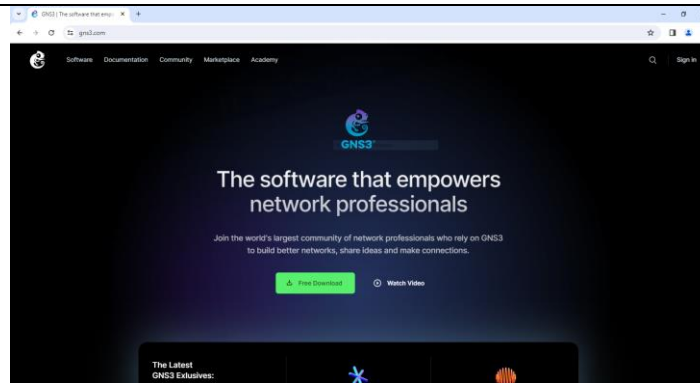 GNS3 | The software that emp
gns3.com
Software Documentation Community Marketplace Academy
Sign in
GNS3
The software that empowers
network professionals
Join the world's largest community of network professionals who rely on GNS3
to build better networks, share ideas and make connections.
Free Download
Watch Video
The Latest
GNS3 Exlusives: